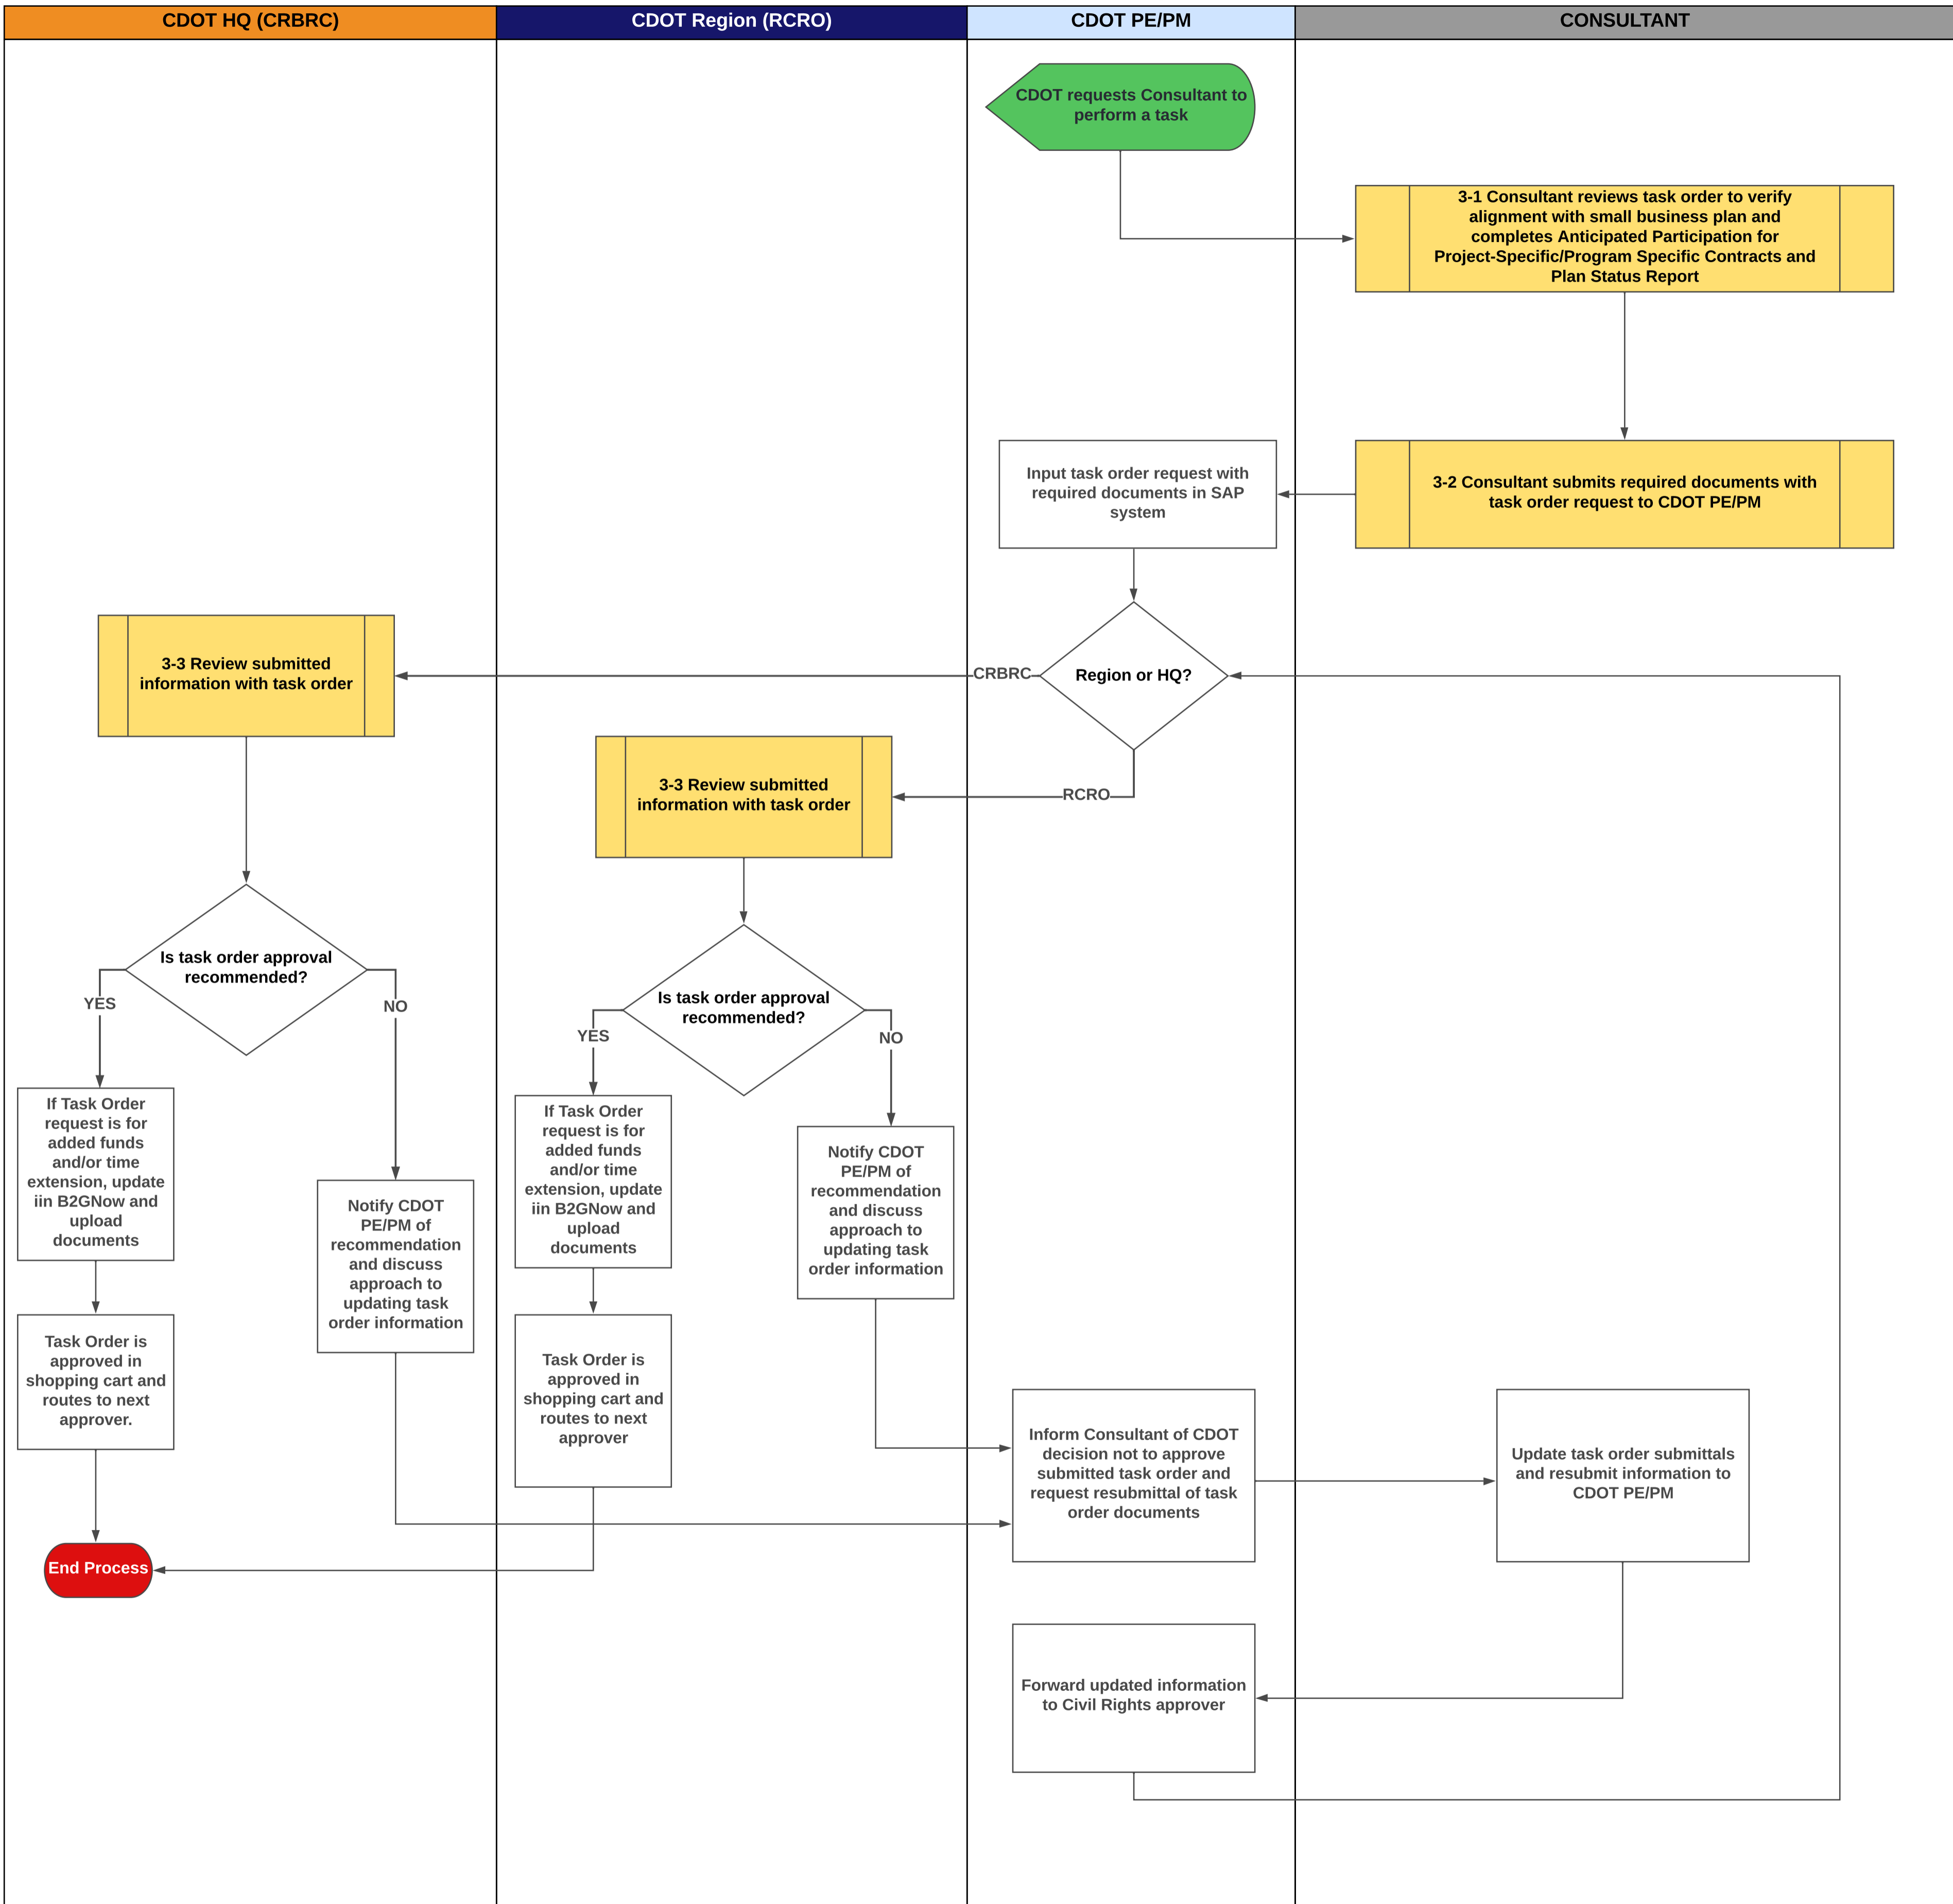 CDOT HQ (CRBRC)
CDOT Region (RCRO)
CDOT PE/PM
CONSULTANT
CDOT requests Consultant to
perform a task
3-1 Consultant reviews task order to verify
alignment with small business plan and
completes Anticipated Participation for
Project-Specific/Program Specific Contracts and
Plan Status Report
Input task order request with
required documents in SAP
system
3-2 Consultant submits required documents with
task order request to CDOT PE/PM
3-3 Review submitted
information with task order
CRBRC
Region or HQ?
3-3 Review submitted
information with task order
RCRO
Is task order approval
recommended?
YES
NO
Is task order approval
recommended?
YES
NO
If Task Order
request is for
added funds
and/or time
extension, update
iin B2GNow and
upload
documents
Notify CDOT
PE/PM of
recommendation
and discuss
approach to
updating task
order information
If Task Order
request is for
added funds
and/or time
extension, update
iin B2GNow and
upload
documents
Notify CDOT
PE/PM of
recommendation
and discuss
approach to
updating task
order information
Task Order is
approved in
shopping cart and
routes to next
approver.
Task Order is
approved in
shopping cart and
routes to next
approver
Inform Consultant of CDOT
decision not to approve
submitted task order and
request resubmittal of task
order documents
Update task order submittals
and resubmit information to
CDOT PE/PM
End Process
Forward updated information
to Civil Rights approver